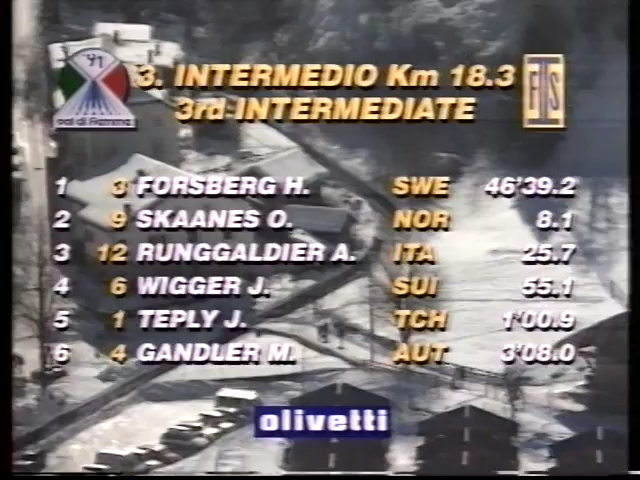 '91
val di Fiemme
3. INTERMEDIO Km 18.3
3rd INTERMEDIATE
FIS
1 3 FORSBERG H. SWE 46'39.2
2 9 SKAANES O. NOR 8.1
3 12 RUNGGALDIER A. ITA 25.7
4 6 WIGGER J. SUI 55.1
5 1 TEPLY J. TCH 1'00.9
6 4 GANDLER M. AUT 3'08.0
olivetti